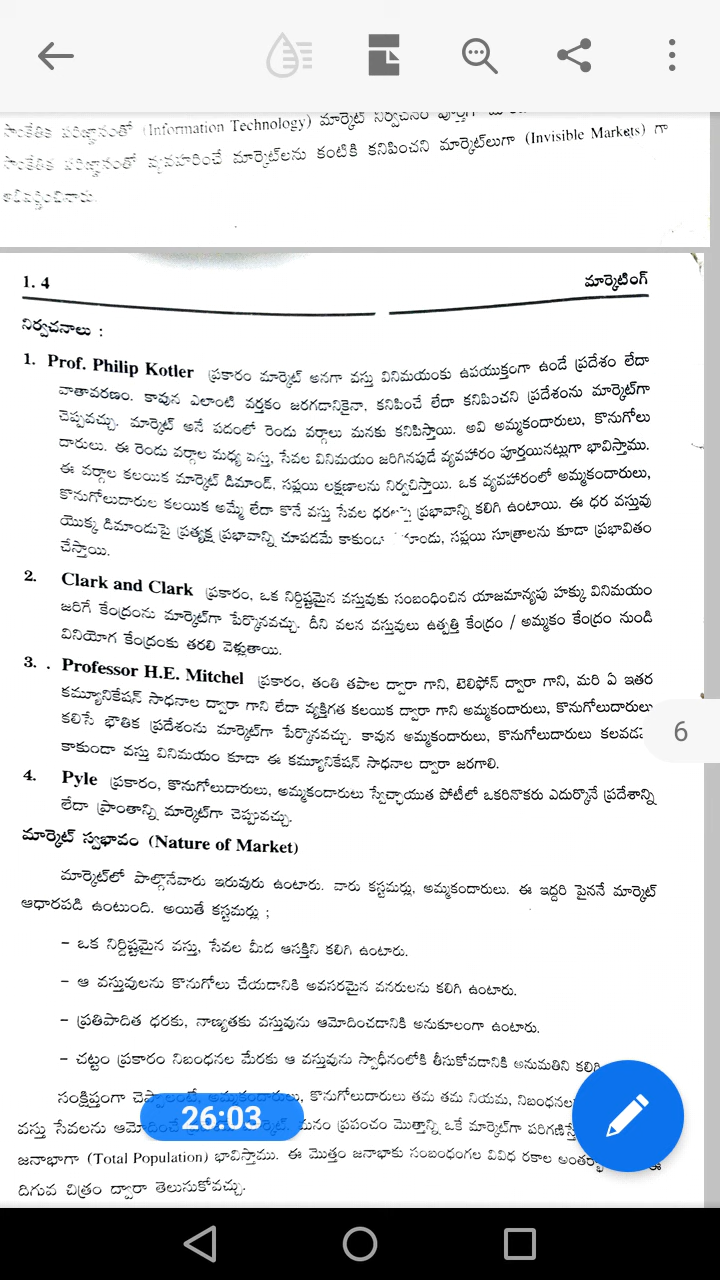 సాంకేతిక పరిజ్ఞానంతో (Information Technology) మార్కెట్ నిర్వచనం
సాంకేతిక పరిజ్ఞానంతో వ్యవహరించే మార్కెట్‌లను కంటికి కనిపించని మార్కెట్‌లుగా (Invisible Markets) గా
1. 4 మార్కెటింగ్
నిర్వచనాలు :
1. Prof. Philip Kotler ప్రకారం మార్కెట్ అనగా వస్తు వినిమయంకు ఉపయుక్తంగా ఉండే ప్రదేశం లేదా
వాతావరణం. కావున ఎలాంటి వర్తకం జరగడానికైనా, కనిపించే లేదా కనిపించని ప్రదేశంను మార్కెట్‌గా
చెప్పవచ్చు. మార్కెట్ అనే పదంలో రెండు వర్గాలు మనకు కనిపిస్తాయి. అవి అమ్మకందారులు, కొనుగోలు
దారులు. ఈ రెండు వర్గాల మధ్య వస్తు, సేవల వినిమయం జరిగినపుడే వ్యవహారం పూర్తయినట్లుగా భావిస్తాము.
ఈ వర్గాల కలయిక మార్కెట్ డిమాండ్, సప్లయి లక్షణాలను నిర్వచిస్తాయి. ఒక వ్యవహారంలో అమ్మకందారులు,
కొనుగోలుదారుల కలయిక అమ్మే లేదా కొనే వస్తు సేవల ప్రభావాన్ని కలిగి ఉంటాయి. ఈ ధర వస్తువు
యొక్క డిమాండుపై ప్రత్యక్ష ప్రభావాన్ని చూపడమే సప్లయి సూత్రాలను కూడా ప్రభావితం
చేస్తాయి.
2. Clark and Clark ప్రకారం, ఒక నిర్దిష్టమైన వస్తువుకు సంబంధించిన యాజమాన్యపు హక్కు వినిమయం
జరిగే కేంద్రంను మార్కెట్‌గా పేర్కొనవచ్చు. దీని వలన వస్తువులు ఉత్పత్తి కేంద్రం / అమ్మకం కేంద్రం నుండి
వినియోగ కేంద్రంకు తరలి వెళ్లుతాయి.
3. . Professor H.E. Mitchel ప్రకారం, తంతి తపాల ద్వారా గాని, టెలిఫోన్ ద్వారా గాని, మరి ఏ ఇతర
కమ్యూనికేషన్ సాధనాల ద్వారా గాని లేదా వ్యక్తిగత కలయిక ద్వారా గాని అమ్మకందారులు, కొనుగోలుదారులు
కలిసే భౌతిక ప్రదేశంను మార్కెట్‌గా పేర్కొనవచ్చు. కావున అమ్మకందారులు, కొనుగోలుదారులు
కాకుండా వస్తు వినిమయం కూడా ఈ కమ్యూనికేషన్ సాధనాల ద్వారా జరగాలి.
4. Pyle ప్రకారం, కొనుగోలుదారులు, అమ్మకందారులు స్వేచ్ఛాయుత పోటీలో ఒకరినొకరు ఎదుర్కొనే ప్రదేశాన్ని
లేదా ప్రాంతాన్ని మార్కెట్‌గా చెప్పువచ్చు.
6
మార్కెట్ స్వభావం (Nature of Market)
మార్కెట్‌లో పాల్గొనేవారు ఇరువురు ఉంటారు. వారు కస్టమర్లు, అమ్మకందారులు. ఈ ఇద్దరి పైననే మార్కెట్
ఆధారపడి ఉంటుంది. అయితే కస్టమర్లు ;
– ఒక నిర్దిష్టమైన వస్తు, సేవల మీద ఆసక్తిని కలిగి ఉంటారు.
– ఆ వస్తువులను కొనుగోలు చేయడానికి అవసరమైన వనరులను కలిగి ఉంటారు.
– ప్రతిపాదిత ధరకు, నాణ్యతకు వస్తువును ఆమోదించడానికి అనుకూలంగా ఉంటారు.
– చట్టం ప్రకారం నిబంధనల మేరకు ఆ వస్తువును స్వాధీనంలోకి తీసుకోవడానికి అనుమతిని కలిగి
సంక్షిప్తంగా చెప్పాలంటే, అమ్మకందారులు, కొనుగోలుదారులు తమ తమ నియమ,
26:03
వస్తు సేవలను మనం ప్రపంచం మొత్తాన్ని ఒకే మార్కెట్‌గా
జనాభాగా (Total Population) భావిస్తాము. ఈ మొత్తం జనాభాకు సంబంధంగల వివిధ రకాల ఈ
దిగువ చిత్రం ద్వారా తెలుసుకోవచ్చు.